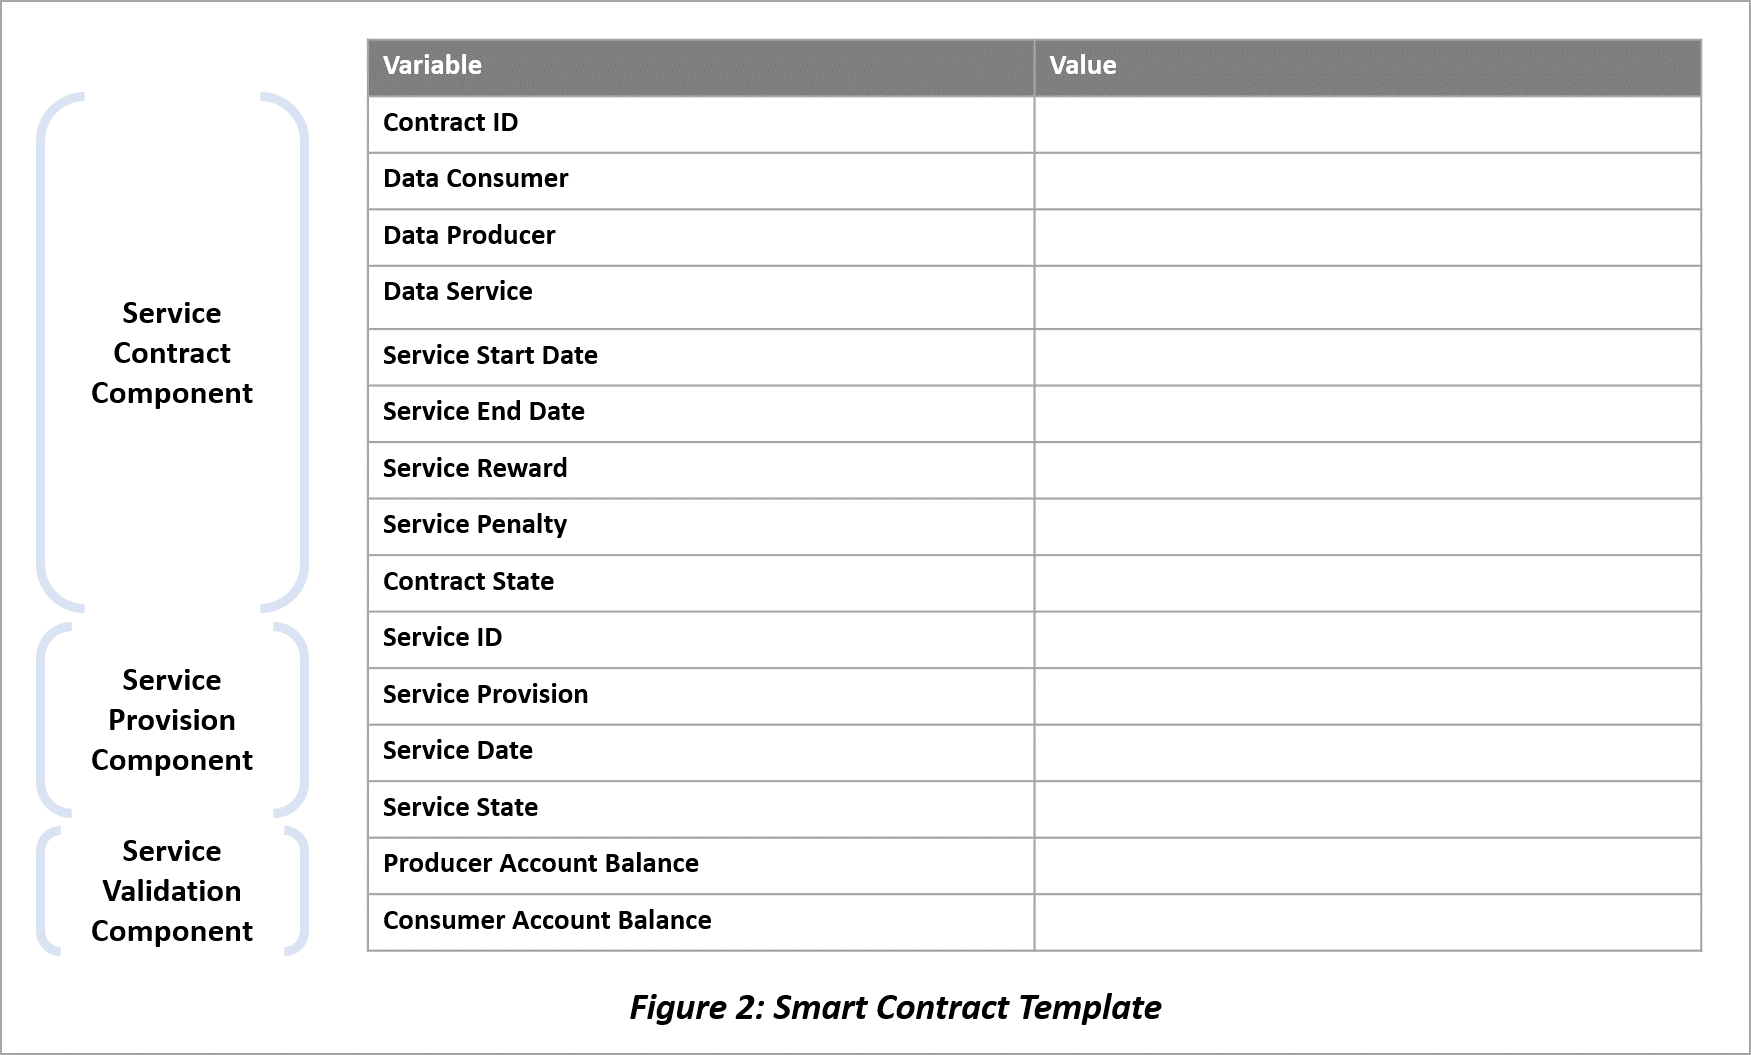 Variable Value
Contract ID
Data Consumer
Data Producer
Data Service
Service Start Date
Service End Date
Service Reward
Service Penalty
Contract State
Service ID
Service Provision
Service Date
Service State
Producer Account Balance
Consumer Account Balance
Service
Contract
Component
Service
Provision
Component
Service
Validation
Component
Figure 2: Smart Contract Template